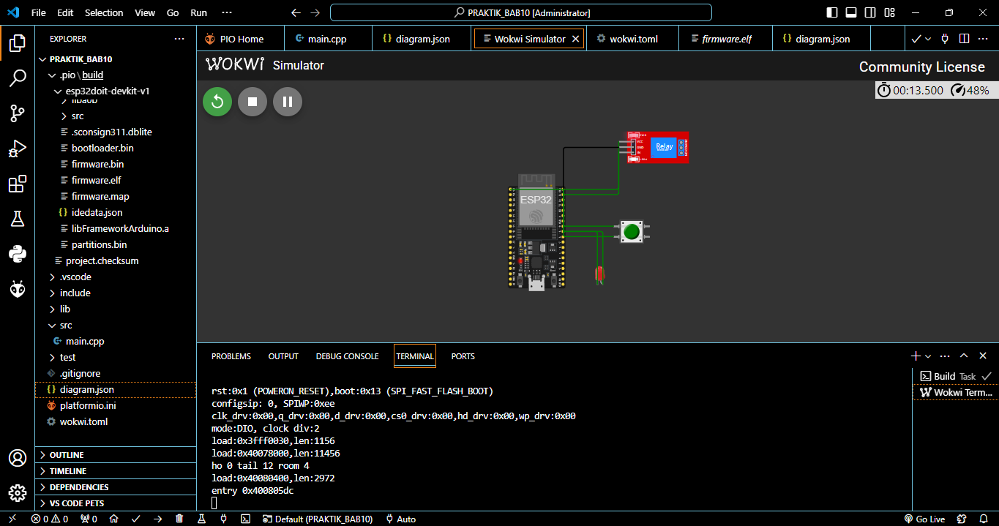 File Edit Selection View Go Run ··· PRAKTIK_BAB10 [Administrator]
EXPLORER ···
PIO Home main.cpp diagram.json Wokwi Simulator wokwi.toml firmware.elf diagram.json ···
PRAKTIK_BAB10
.pio \ build
esp32doit-devkit-v1
src
.sconsign311.dblite
bootloader.bin
firmware.bin
firmware.elf
firmware.map
idedata.json
libFrameworkArduino.a
partitions.bin
project.checksum
.vscode
include
lib
src
main.cpp
test
.gitignore
diagram.json
platformio.ini
wokwi.toml
OUTLINE
TIMELINE
DEPENDENCIES
VS CODE PETS
WOKWI Simulator Community License
00:13.500 48%
VCC
GND
IN
Relay
ESP32
PROBLEMS OUTPUT DEBUG CONSOLE TERMINAL PORTS
rst:0x1 (POWERON_RESET),boot:0x13 (SPI_FAST_FLASH_BOOT)
configsip: 0, SPIWP:0xee
clk_drv:0x00,q_drv:0x00,d_drv:0x00,cs0_drv:0x00,hd_drv:0x00,wp_drv:0x00
mode:DIO, clock div:2
load:0x3fff0030,len:1156
load:0x40078000,len:11456
ho 0 tail 12 room 4
load:0x40080400,len:2972
entry 0x400805dc
Build Task
Wokwi Term...
0 0 0 Default (PRAKTIK_BAB10) Auto Go Live